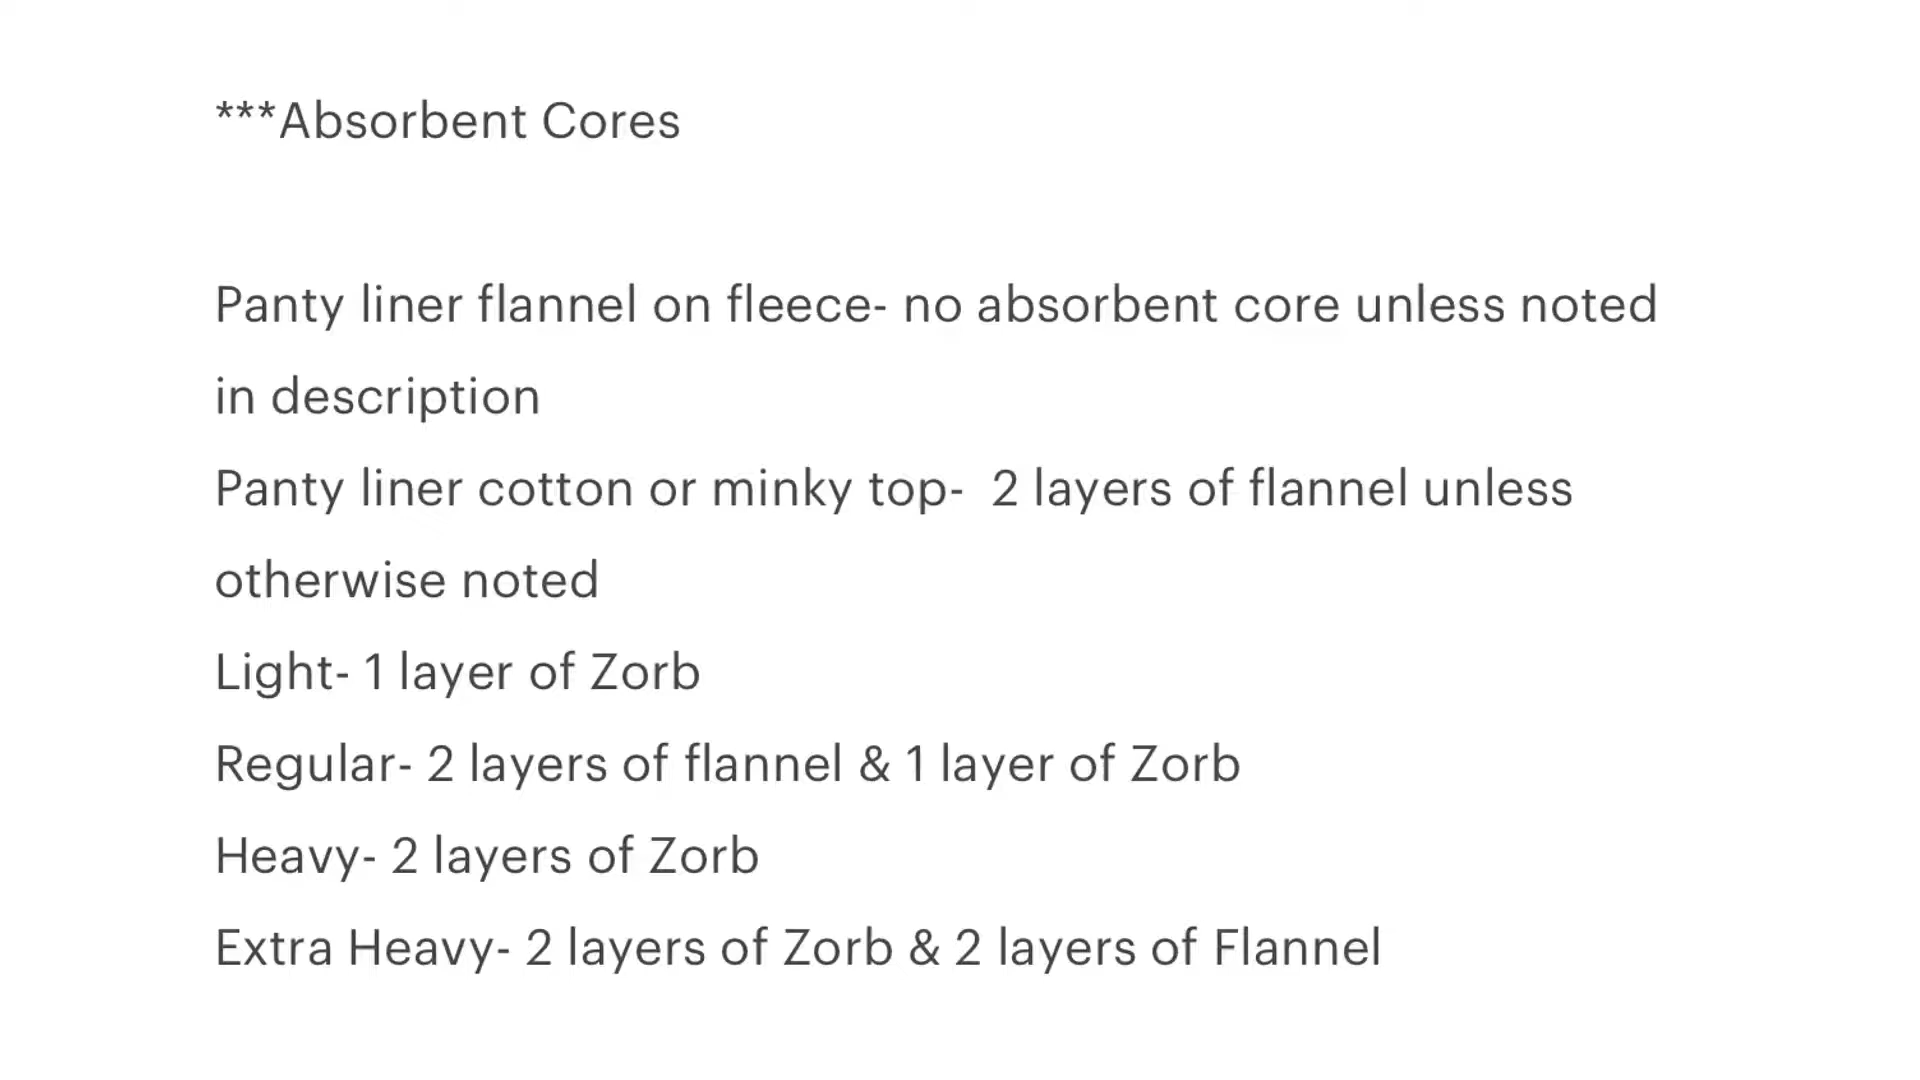 ***Absorbent Cores
Panty liner flannel on fleece- no absorbent core unless noted
in description
Panty liner cotton or minky top-  2 layers of flannel unless
otherwise noted
Light- 1 layer of Zorb
Regular- 2 layers of flannel & 1 layer of Zorb
Heavy- 2 layers of Zorb
Extra Heavy- 2 layers of Zorb & 2 layers of Flannel